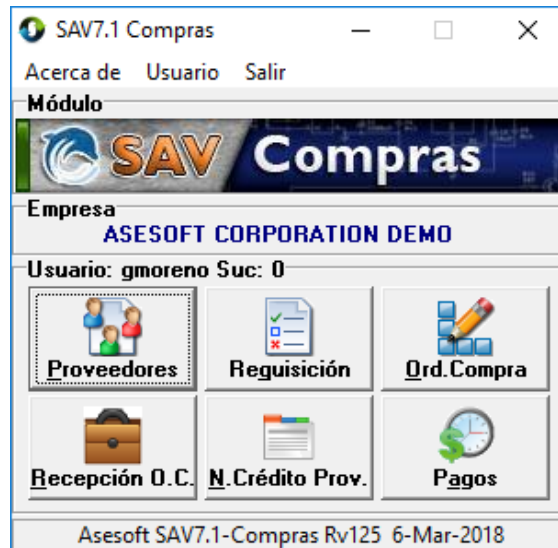 SAV7.1 Compras
Acerca de Usuario Salir
Módulo
SAV Compras
Empresa
ASESOFT CORPORATION DEMO
Usuario: gmoreno Suc: 0
Proveedores Reguisición Ord.Compra
Recepción O.C. N.Crédito Prov. Pagos
Asesoft SAV7.1-Compras Rv125 6-Mar-2018